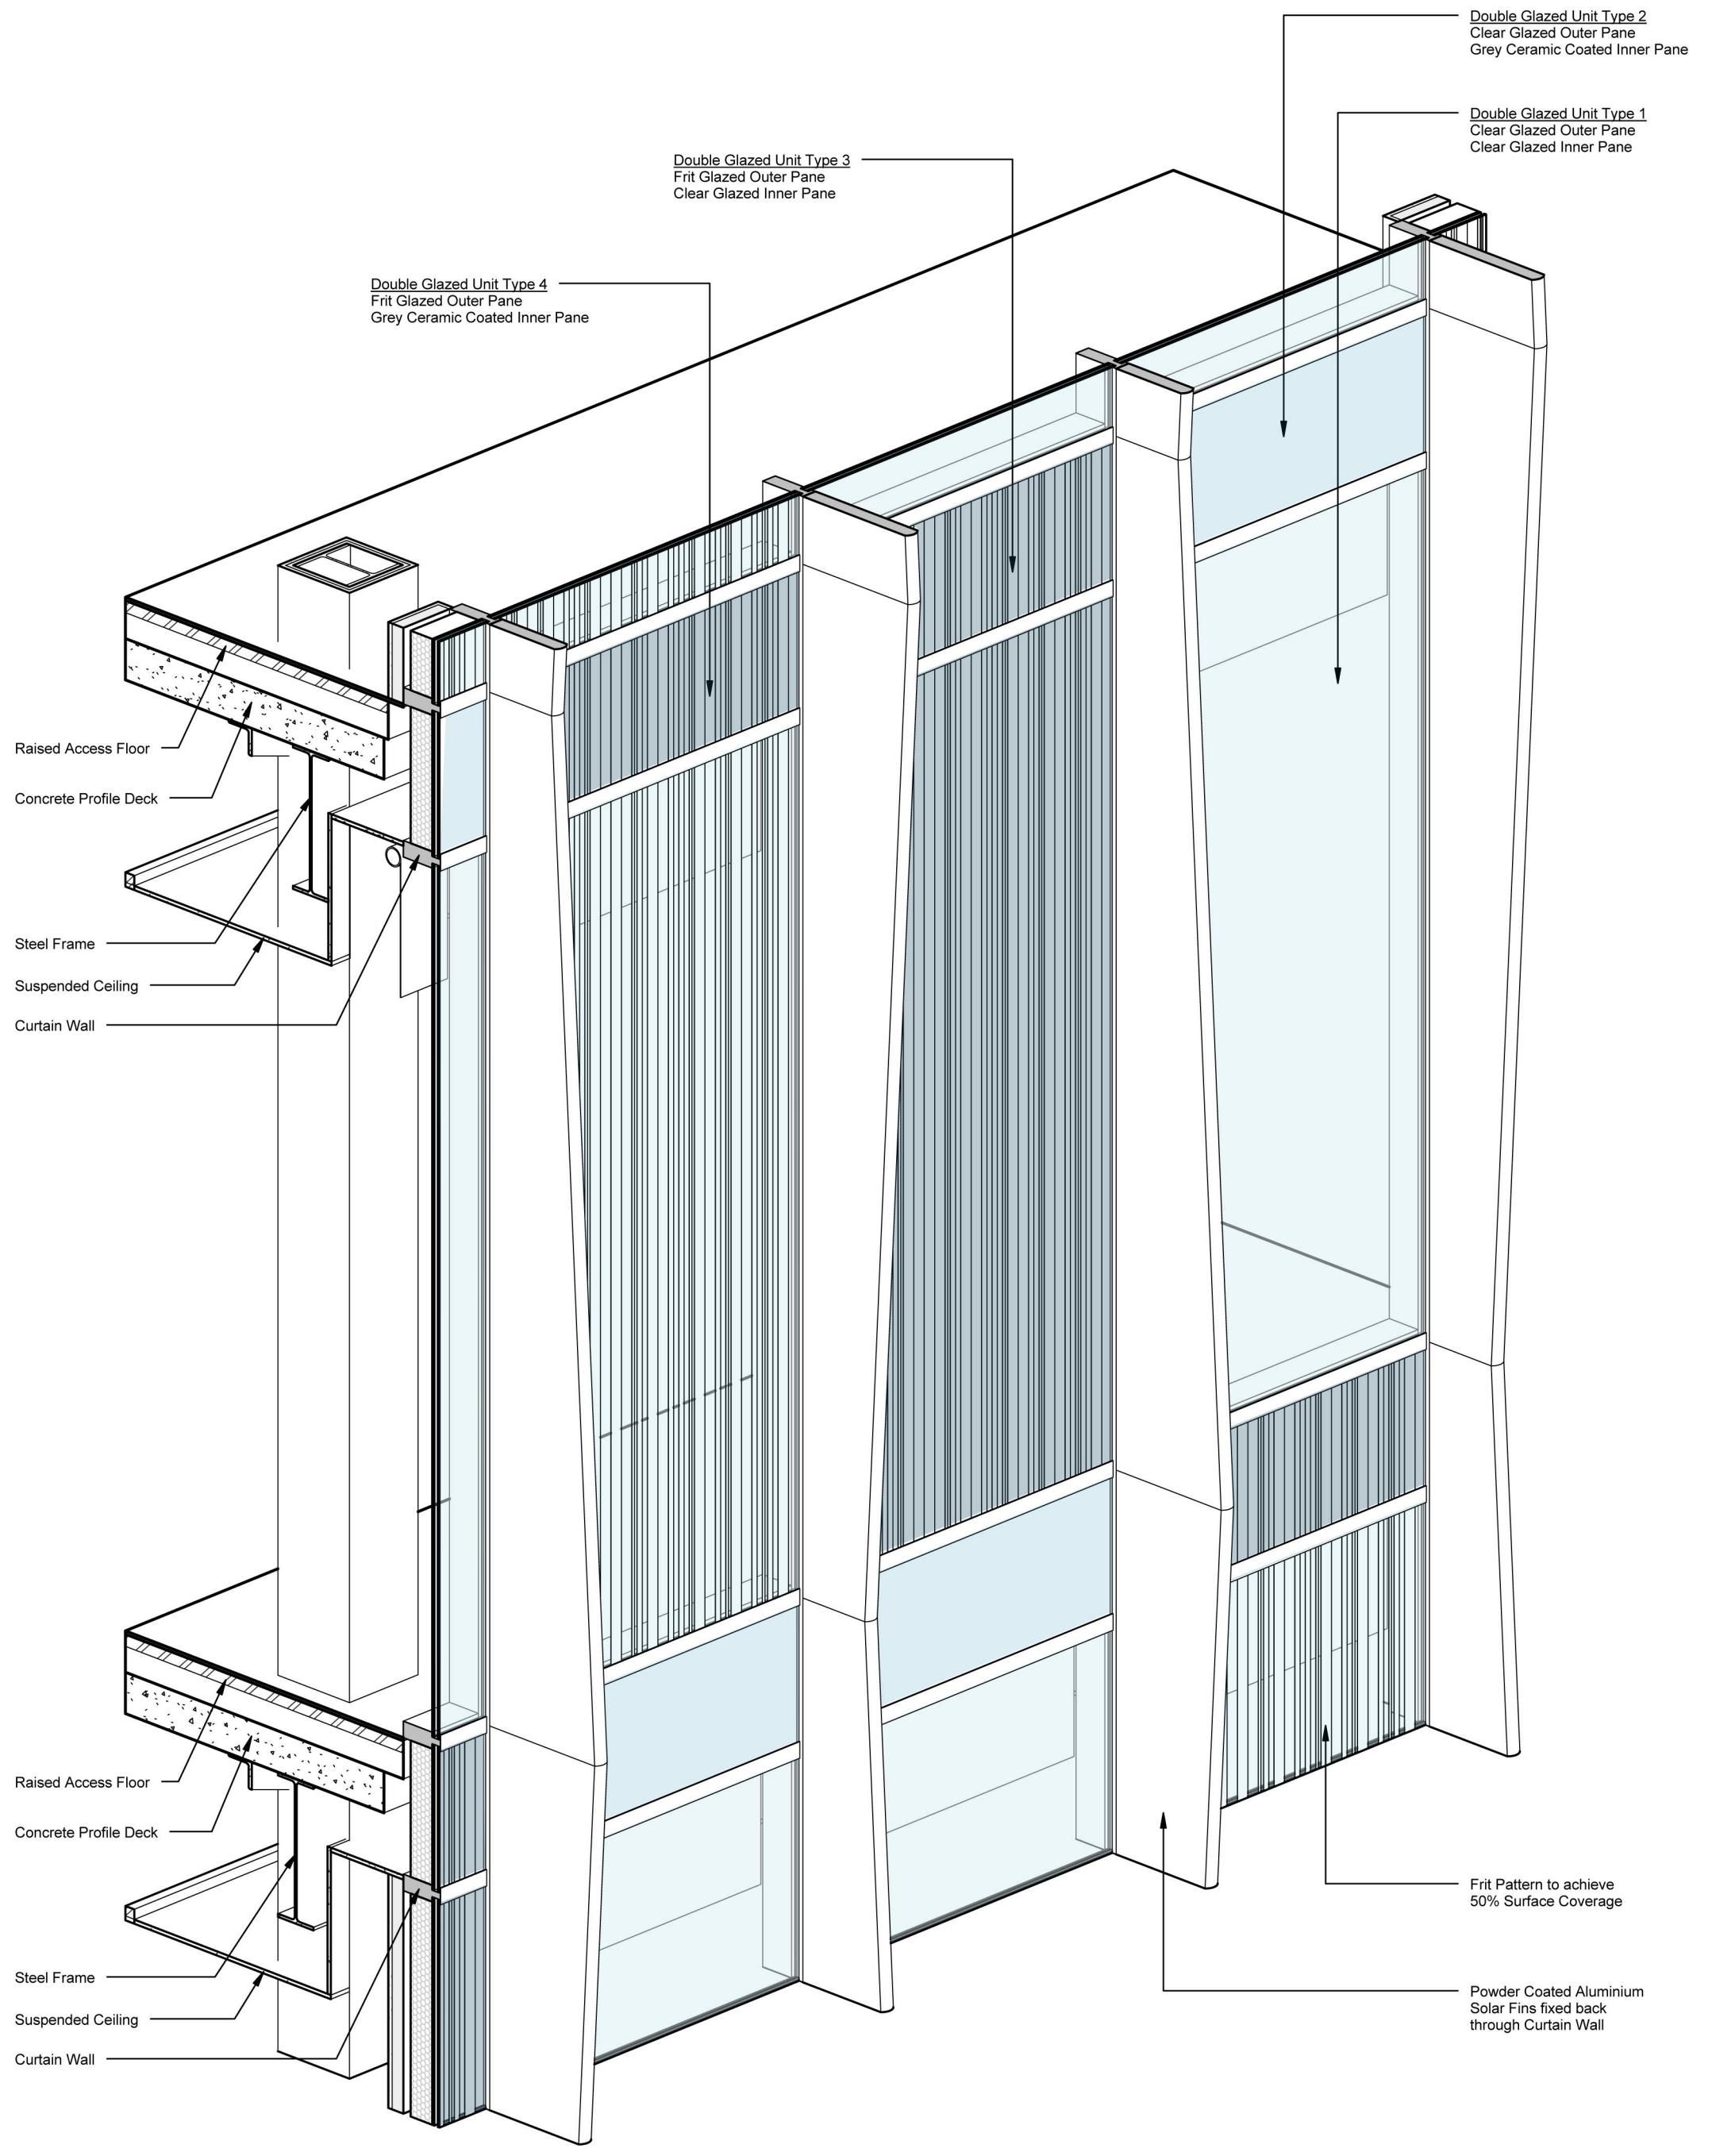 Double Glazed Unit Type 2
Clear Glazed Outer Pane
Grey Ceramic Coated Inner Pane
Double Glazed Unit Type 1
Clear Glazed Outer Pane
Clear Glazed Inner Pane
Double Glazed Unit Type 3
Frit Glazed Outer Pane
Clear Glazed Inner Pane
Double Glazed Unit Type 4
Frit Glazed Outer Pane
Grey Ceramic Coated Inner Pane
Raised Access Floor
Concrete Profile Deck
Steel Frame
Suspended Ceiling
Curtain Wall
Raised Access Floor
Concrete Profile Deck
Steel Frame
Suspended Ceiling
Curtain Wall
Frit Pattern to achieve
50% Surface Coverage
Powder Coated Aluminium
Solar Fins fixed back
through Curtain Wall